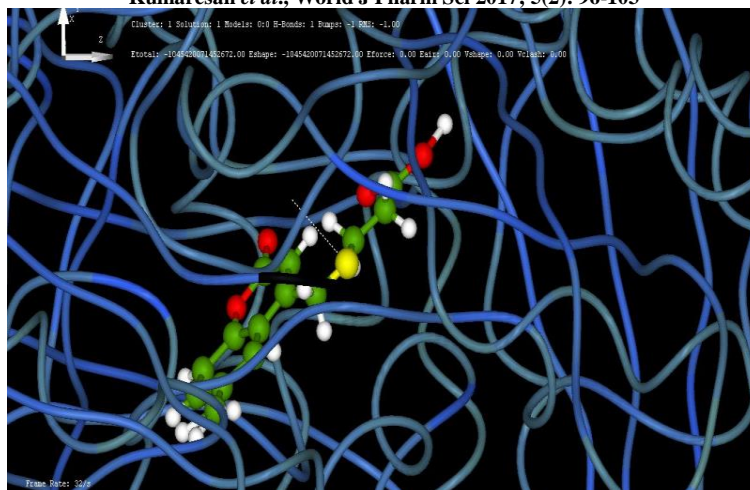 Kumaresan et al., World J Pharm Sci 2017; 5(2): 96-103
X
Z
Cluster: 1 Solution: 1 Models: 0:0 H-Bonds: 1 Bumps: -1 RMS: -1.00
Etotal: -1045420071452672.00 Eshape: -1045420071452672.00 Eforce: 0.00 Eair: 0.00 Vshape: 0.00 Vclash: 0.00
Frame Rate: 32/s